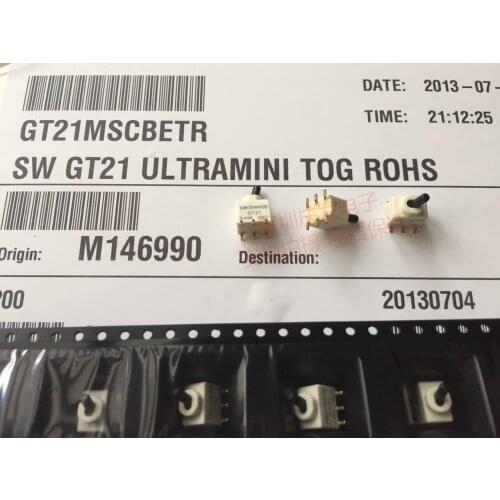 DATE: 2013-07-
GT21MSCBETR
TIME: 21:12:25
SW GT21 ULTRAMINI TOG ROHS
GT21
Origin: M146990
Destination:
200
20130704